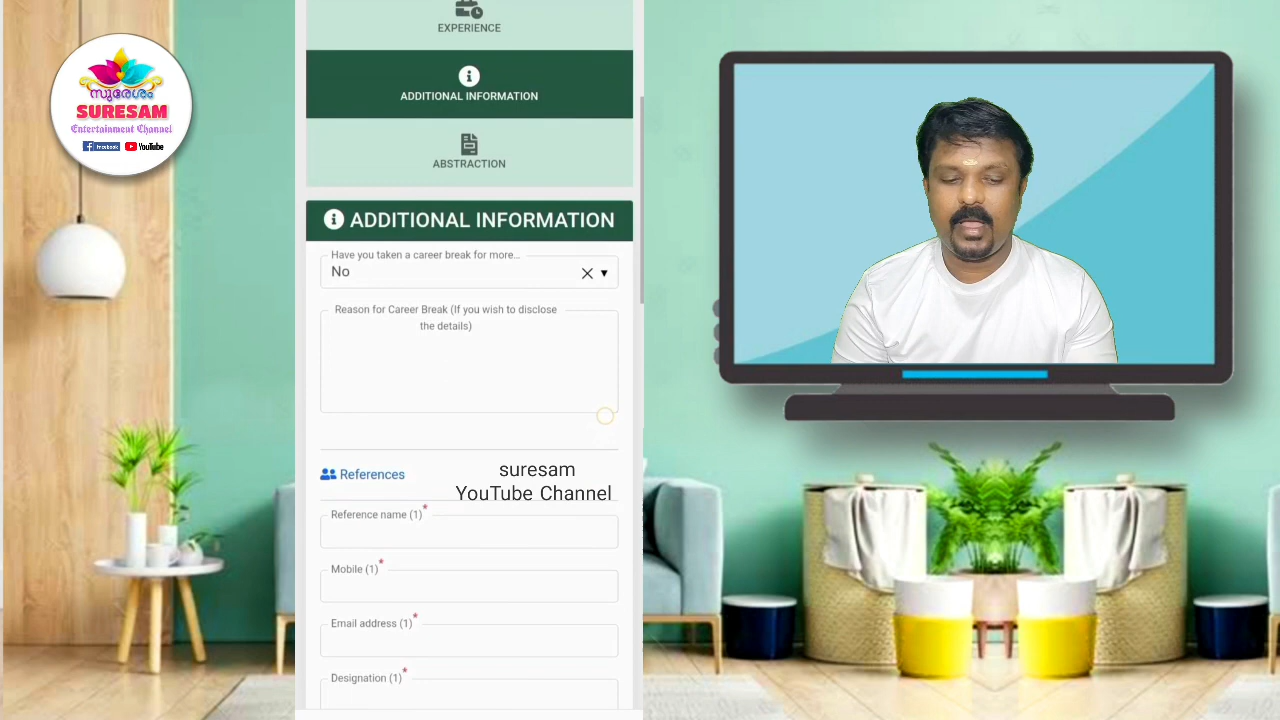 സുരേശം
SURESAM
Entertainment Channel
facebook
YouTube
EXPERIENCE
ADDITIONAL INFORMATION
ABSTRACTION
ADDITIONAL INFORMATION
Have you taken a career break for more...
No
Reason for Career Break (If you wish to disclose
the details)
References
suresam
YouTube Channel
Reference name (1)*
Mobile (1)*
Email address (1)*
Designation (1)*